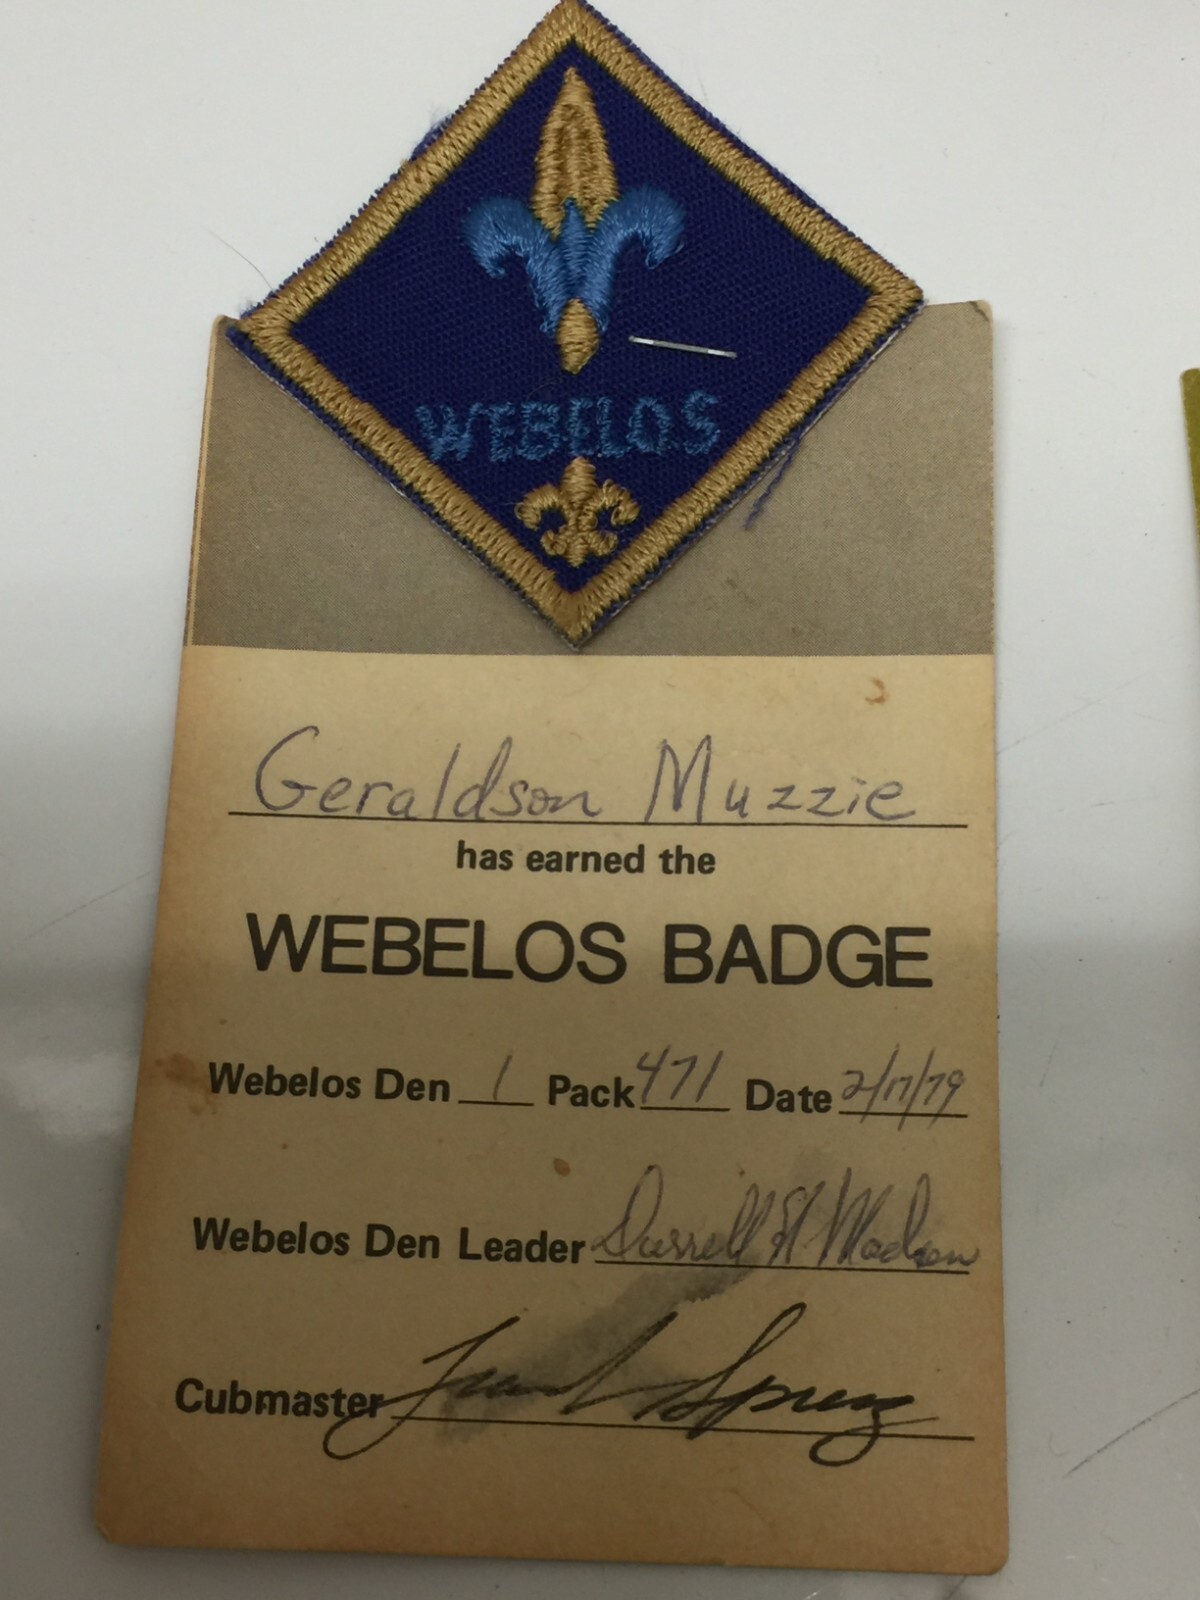 WEBELOS
Geraldson Muzzie
has earned the
WEBELOS BADGE
Webelos Den 1 Pack 471 Date 2/17/79
Webelos Den Leader Darrell
Cubmaster